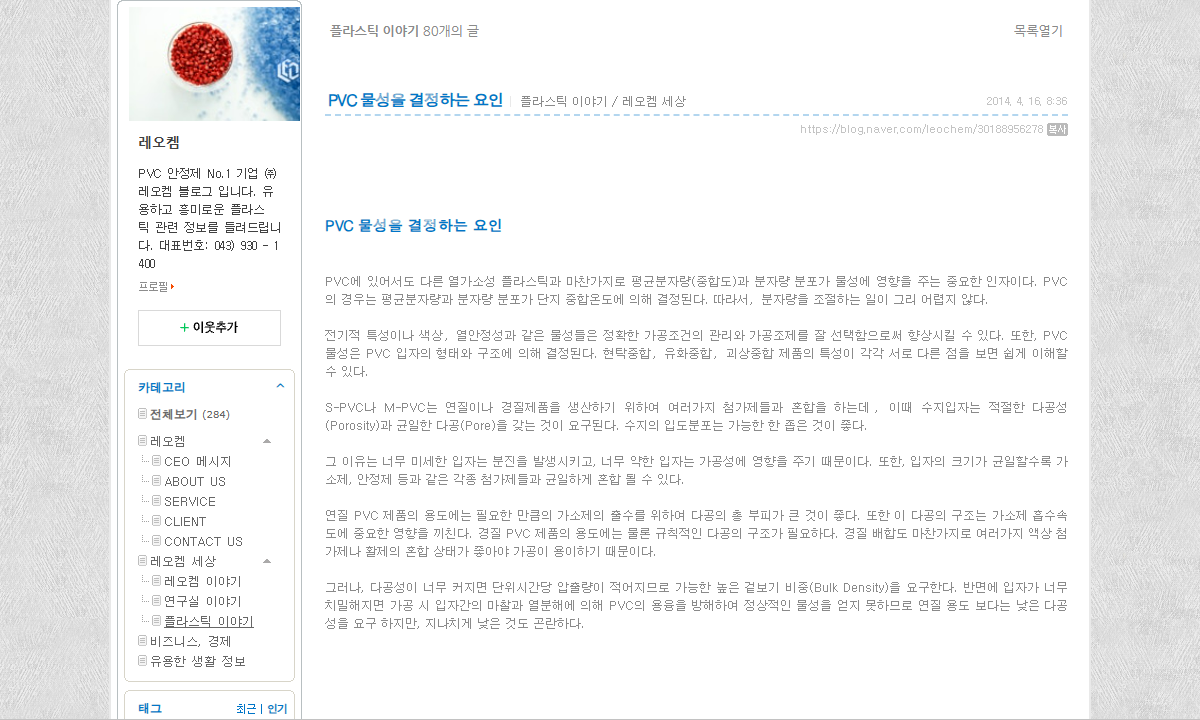 레오켐
PVC 안정제 No.1 기업 ㈜
레오켐 블로그 입니다. 유
용하고 흥미로운 플라스
틱 관련 정보를 들려드립니
다. 대표번호: 043) 930 - 1
400
프로필
+ 이웃추가
카테고리
전체보기 (284)
레오켐
CEO 메시지
ABOUT US
SERVICE
CLIENT
CONTACT US
레오켐 세상
레오켐 이야기
연구실 이야기
플라스틱 이야기
비즈니스, 경제
유용한 생활 정보
태그 최근 | 인기
플라스틱 이야기 80개의 글 목록열기
PVC 물성을 결정하는 요인 | 플라스틱 이야기 / 레오켐 세상 2014. 4. 16. 8:36
https://blog.naver.com/leochem/30188956278 복사
PVC 물성을 결정하는 요인
PVC에 있어서도 다른 열가소성 플라스틱과 마찬가지로 평균분자량(중합도)과 분자량 분포가 물성에 영향을 주는 중요한 인자이다. PVC
의 경우는 평균분자량과 분자량 분포가 단지 중합온도에 의해 결정된다. 따라서, 분자량을 조절하는 일이 그리 어렵지 않다.
전기적 특성이나 색상, 열안정성과 같은 물성들은 정확한 가공조건의 관리와 가공조제를 잘 선택함으로써 향상시킬 수 있다. 또한, PVC
물성은 PVC 입자의 형태와 구조에 의해 결정된다. 현탁중합, 유화중합, 괴상중합 제품의 특성이 각각 서로 다른 점을 보면 쉽게 이해할
수 있다.
S-PVC나 M-PVC는 연질이나 경질제품을 생산하기 위하여 여러가지 첨가제들과 혼합을 하는데 , 이때 수지입자는 적절한 다공성
(Porosity)과 균일한 다공(Pore)을 갖는 것이 요구된다. 수지의 입도분포는 가능한 한 좁은 것이 좋다.
그 이유는 너무 미세한 입자는 분진을 발생시키고, 너무 약한 입자는 가공성에 영향을 주기 때문이다. 또한, 입자의 크기가 균일할수록 가
소제, 안정제 등과 같은 각종 첨가제들과 균일하게 혼합 될 수 있다.
연질 PVC 제품의 용도에는 필요한 만큼의 가소제의 흡수를 위하여 다공의 총 부피가 큰 것이 좋다. 또한 이 다공의 구조는 가소제 흡수속
도에 중요한 영향을 끼친다. 경질 PVC 제품의 용도에는 물론 규칙적인 다공의 구조가 필요하다. 경질 배합도 마찬가지로 여러가지 액상 첨
가제나 활제의 혼합 상태가 좋아야 가공이 용이하기 때문이다.
그러나, 다공성이 너무 커지면 단위시간당 압출량이 적어지므로 가능한 높은 겉보기 비중(Bulk Density)을 요구한다. 반면에 입자가 너무
치밀해지면 가공 시 입자간의 마찰과 열분해에 의해 PVC의 용융을 방해하여 정상적인 물성을 얻지 못하므로 연질 용도 보다는 낮은 다공
성을 요구 하지만, 지나치게 낮은 것도 곤란하다.